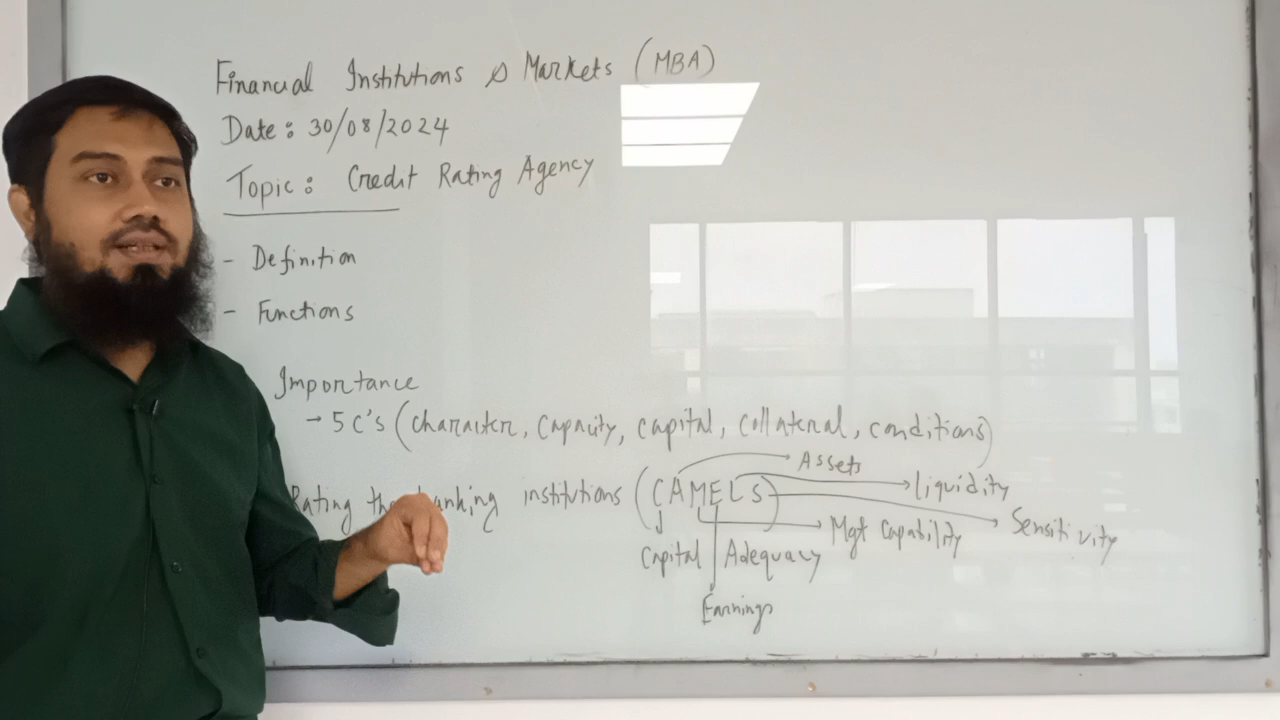 Financial Institutions & Markets (MBA)
Date: 30/08/2024
Topic: Credit Rating Agency
- Definition
- Functions
Importance
→ 5 C's (character, capacity, capital, collateral, conditions)
Rating the banking institutions (CAMELS)
Assets
liquidity
Sensitivity
Mgt Capability
Capital Adequacy
Earnings